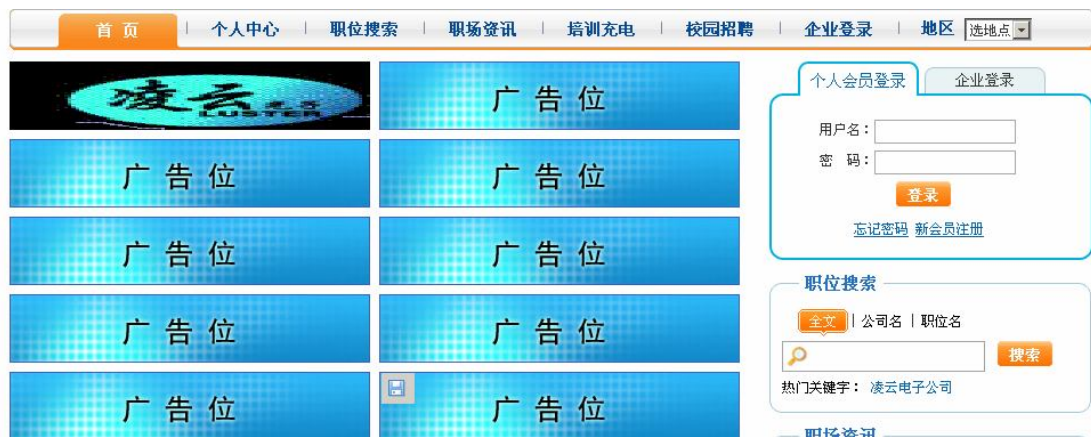 首 页 个人中心 职位搜索 职场资讯 培训充电 校园招聘 企业登录 地区 选地点
凌云
LUSTER
广告位
广告位 广告位
广告位 广告位
广告位 广告位
广告位 广告位
个人会员登录 企业登录
用户名：
密 码：
登录
忘记密码 新会员注册
职位搜索
全文 | 公司名 | 职位名
搜索
热门关键字： 凌云电子公司
职场资讯